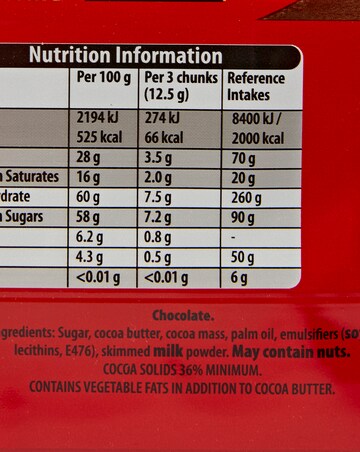 Nutrition Information
Per 100 g Per 3 chunks (12.5 g) Reference Intakes
2194 kJ 274 kJ 8400 kJ /
525 kcal 66 kcal 2000 kcal
28 g 3.5 g 70 g
Saturates 16 g 2.0 g 20 g
drate 60 g 7.5 g 260 g
Sugars 58 g 7.2 g 90 g
6.2 g 0.8 g -
4.3 g 0.5 g 50 g
<0.01 g <0.01 g 6 g
Chocolate.
gredients: Sugar, cocoa butter, cocoa mass, palm oil, emulsifiers (so
lecithins, E476), skimmed milk powder. May contain nuts.
COCOA SOLIDS 36% MINIMUM.
CONTAINS VEGETABLE FATS IN ADDITION TO COCOA BUTTER.